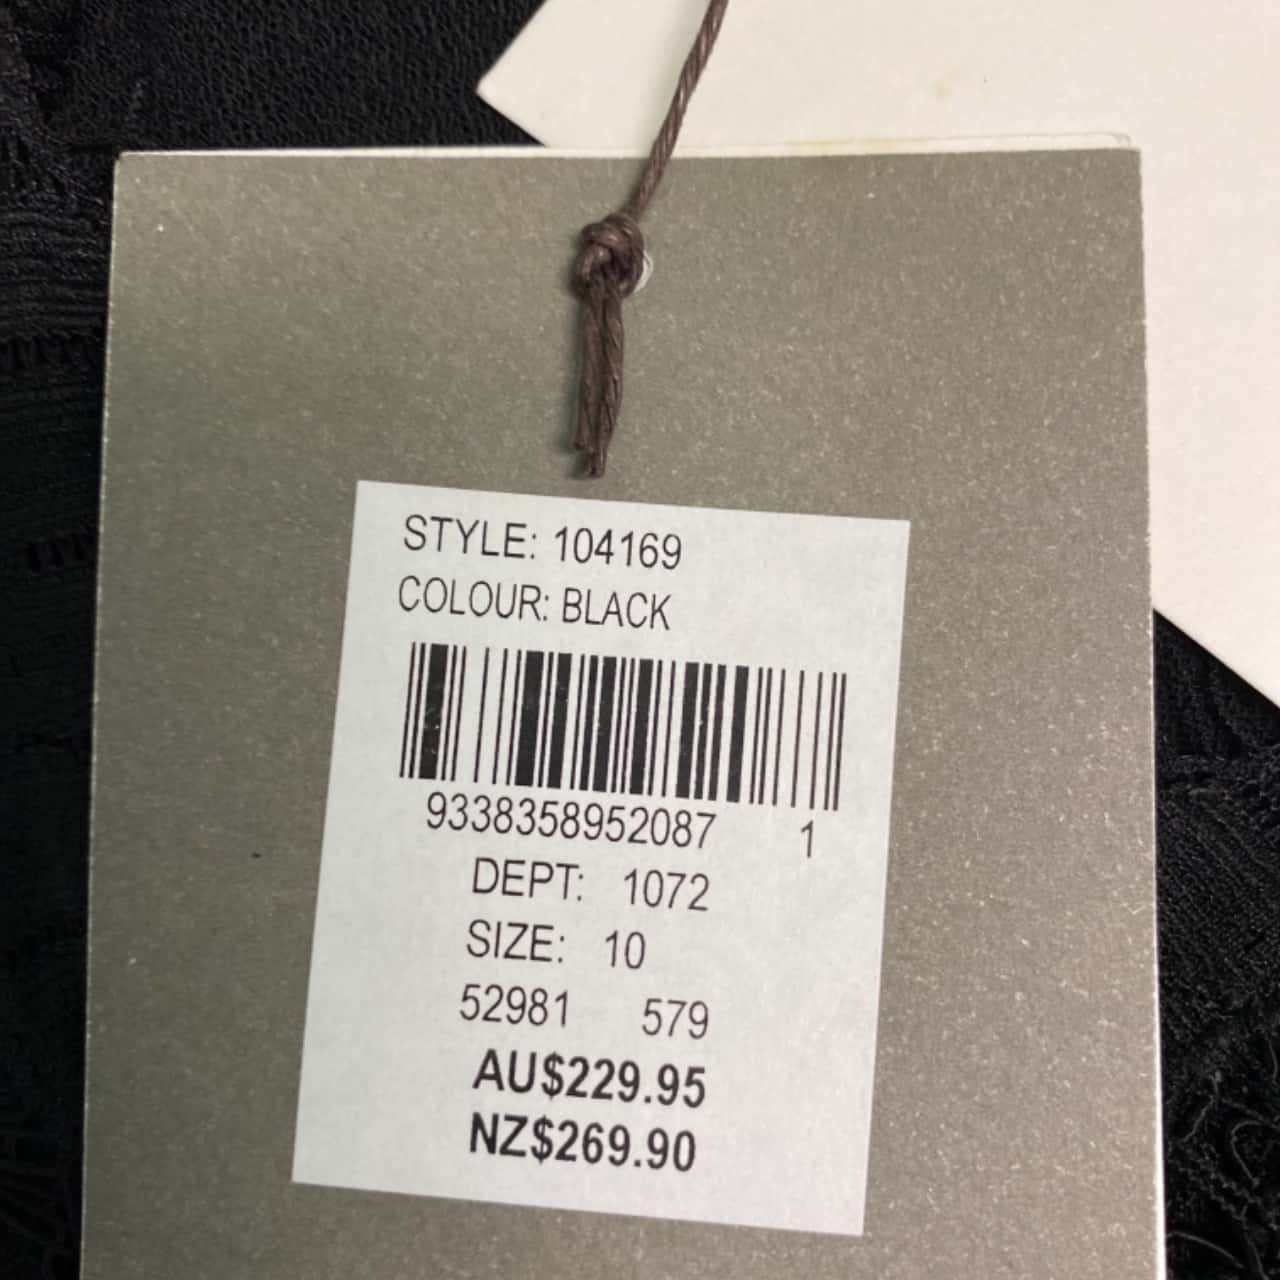 STYLE: 104169
COLOUR: BLACK
9338358952087 1
DEPT: 1072
SIZE: 10
52981 579
AU$229.95
NZ$269.90